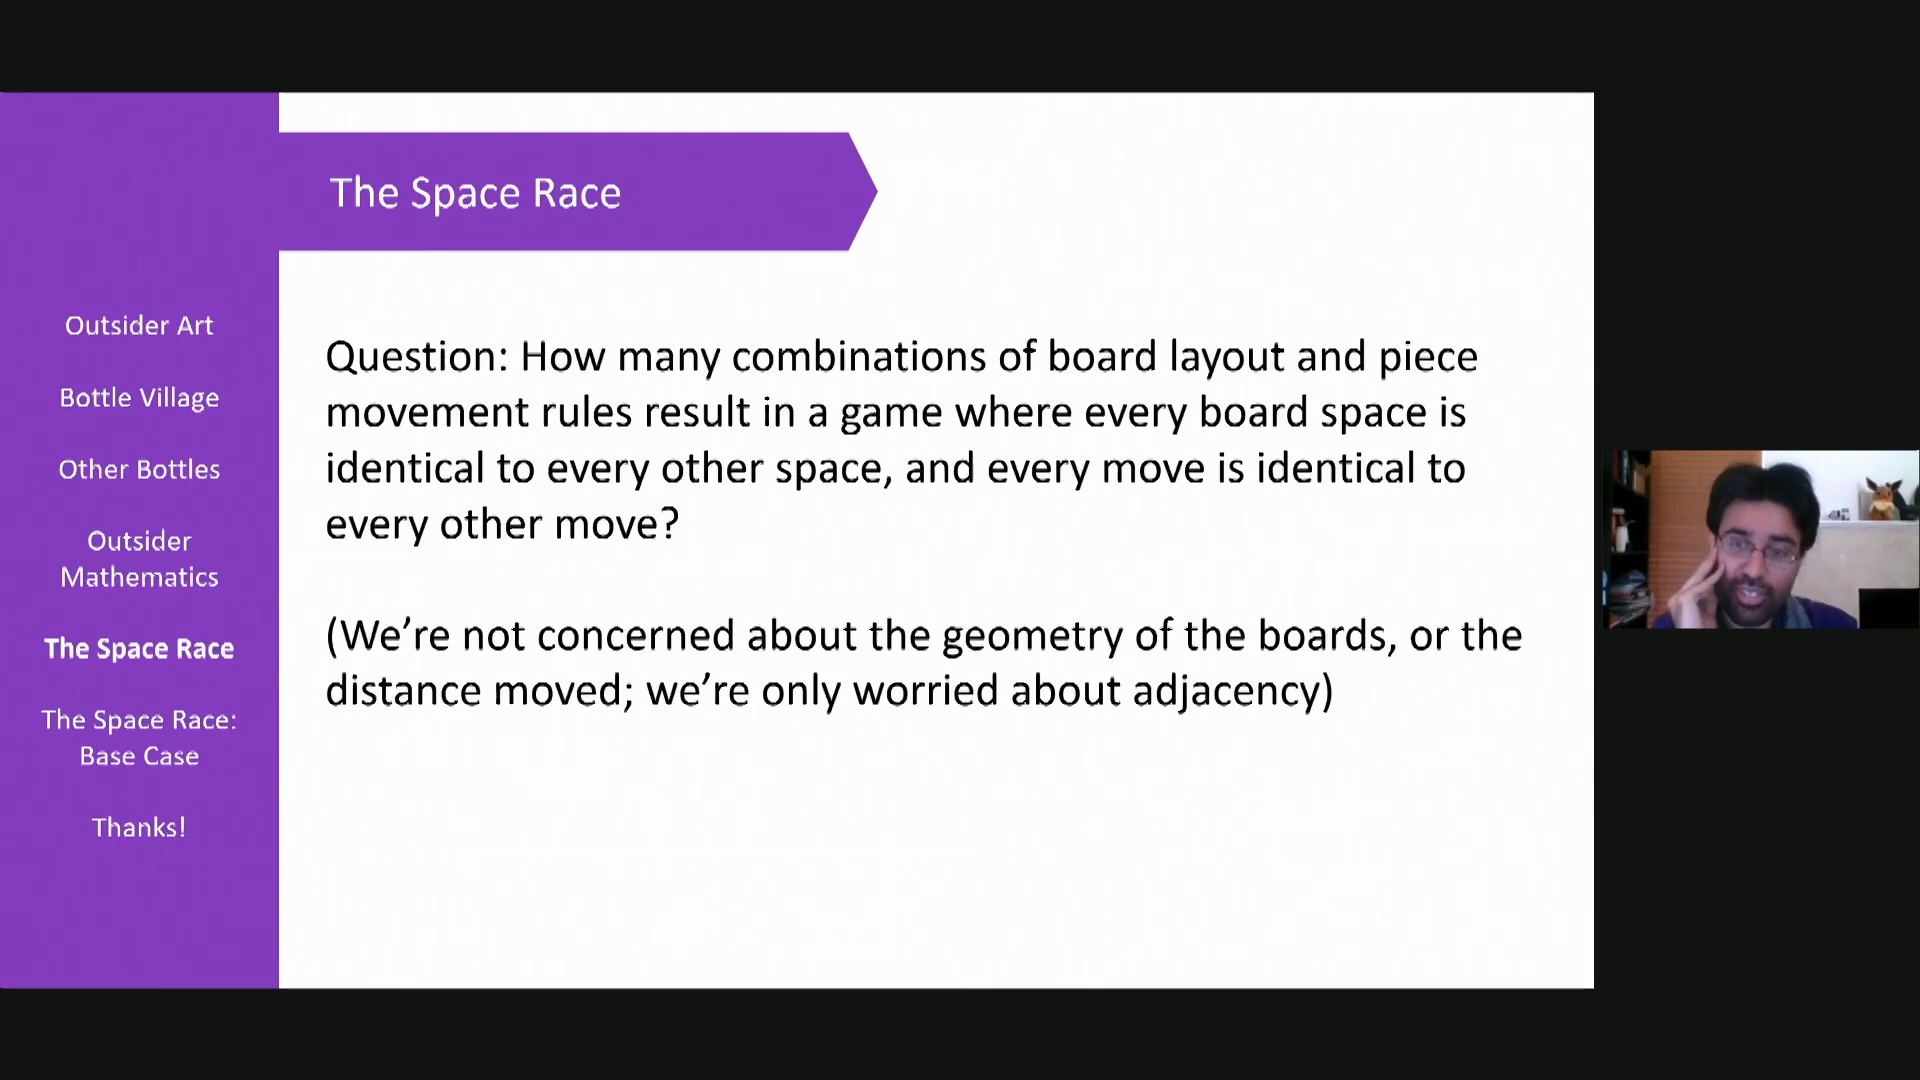 The Space Race
Outsider Art
Bottle Village
Other Bottles
Outsider
Mathematics
The Space Race
The Space Race:
Base Case
Thanks!
Question: How many combinations of board layout and piece
movement rules result in a game where every board space is
identical to every other space, and every move is identical to
every other move?
(We’re not concerned about the geometry of the boards, or the
distance moved; we’re only worried about adjacency)